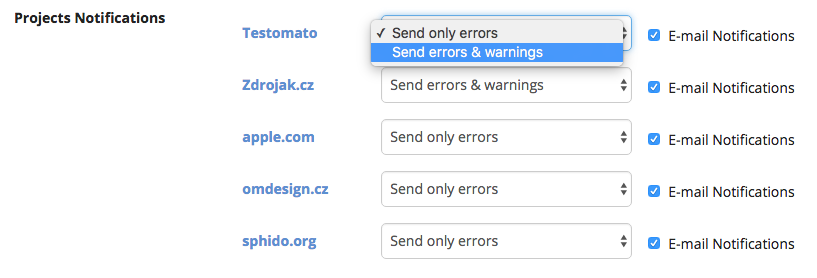 Projects Notifications
Testomato ✓ Send only errors E-mail Notifications
Send errors & warnings
Zdrojak.cz Send errors & warnings E-mail Notifications
apple.com Send only errors E-mail Notifications
omdesign.cz Send only errors E-mail Notifications
sphido.org Send only errors E-mail Notifications